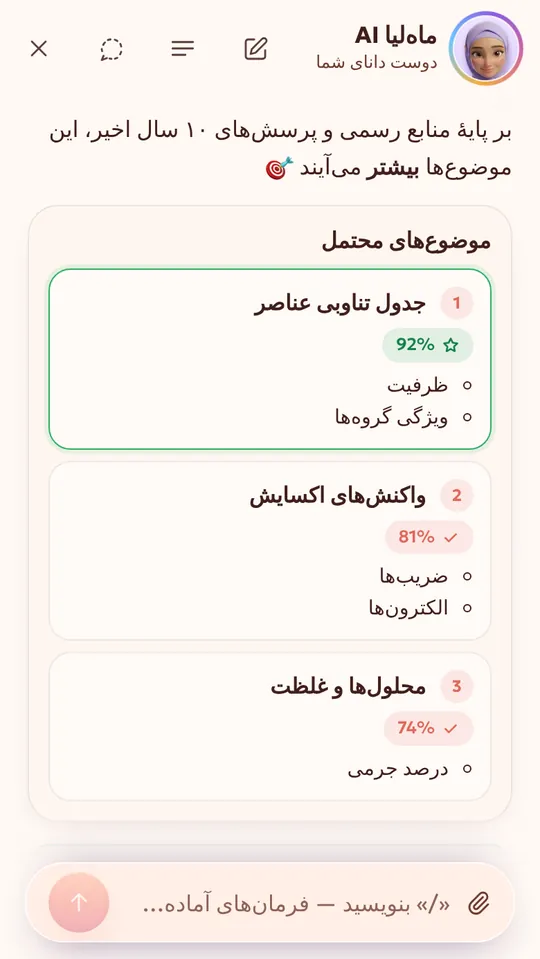 ماه‌لیا AI
دوست دانای شما
بر پایهٔ منابع رسمی و پرسش‌های ۱۰ سال اخیر، این
موضوع‌ها بیشتر می‌آیند 🎯
موضوع‌های محتمل
1 جدول تناوبی عناصر
92%
ظرفیت
ویژگی گروه‌ها
2 واکنش‌های اکسایش
81%
ضریب‌ها
الکترون‌ها
3 محلول‌ها و غلظت
74%
درصد جرمی
«/» بنویسید — فرمان‌های آماده...